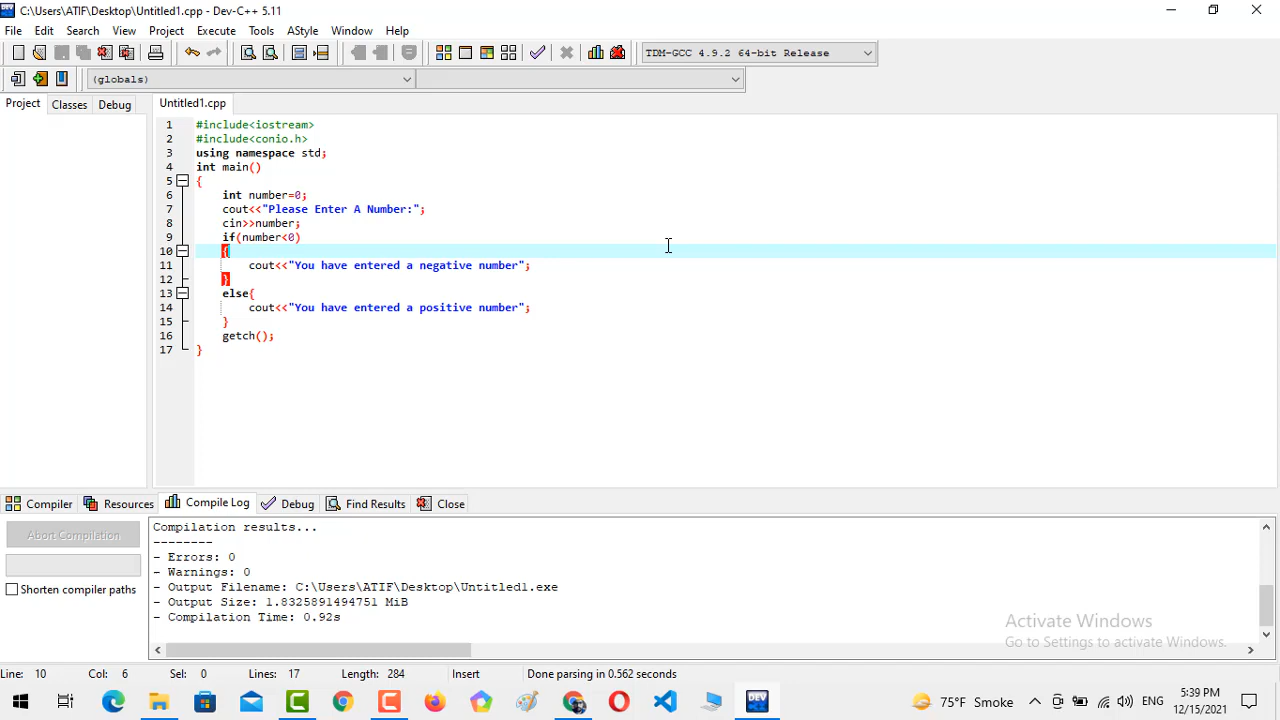 C:\Users\ATIF\Desktop\Untitled1.cpp - Dev-C++ 5.11
File Edit Search View Project Execute Tools AStyle Window Help
TDM-GCC 4.9.2 64-bit Release
(globals)
Project Classes Debug
Untitled1.cpp
1 #include<iostream>
2 #include<conio.h>
3 using namespace std;
4 int main()
5 {
6 int number=0;
7 cout<<"Please Enter A Number:";
8 cin>>number;
9 if(number<0)
10 {
11 cout<<"You have entered a negative number";
12 }
13 else{
14 cout<<"You have entered a positive number";
15 }
16 getch();
17 }
Compiler Resources Compile Log Debug Find Results Close
Abort Compilation
Shorten compiler paths
Compilation results...
--------
- Errors: 0
- Warnings: 0
- Output Filename: C:\Users\ATIF\Desktop\Untitled1.exe
- Output Size: 1.8325891494751 MiB
- Compilation Time: 0.92s
Activate Windows
Go to Settings to activate Windows.
Line: 10 Col: 6 Sel: 0 Lines: 17 Length: 284 Insert Done parsing in 0.562 seconds
DEV
75°F Smoke
ENG
5:39 PM
12/15/2021